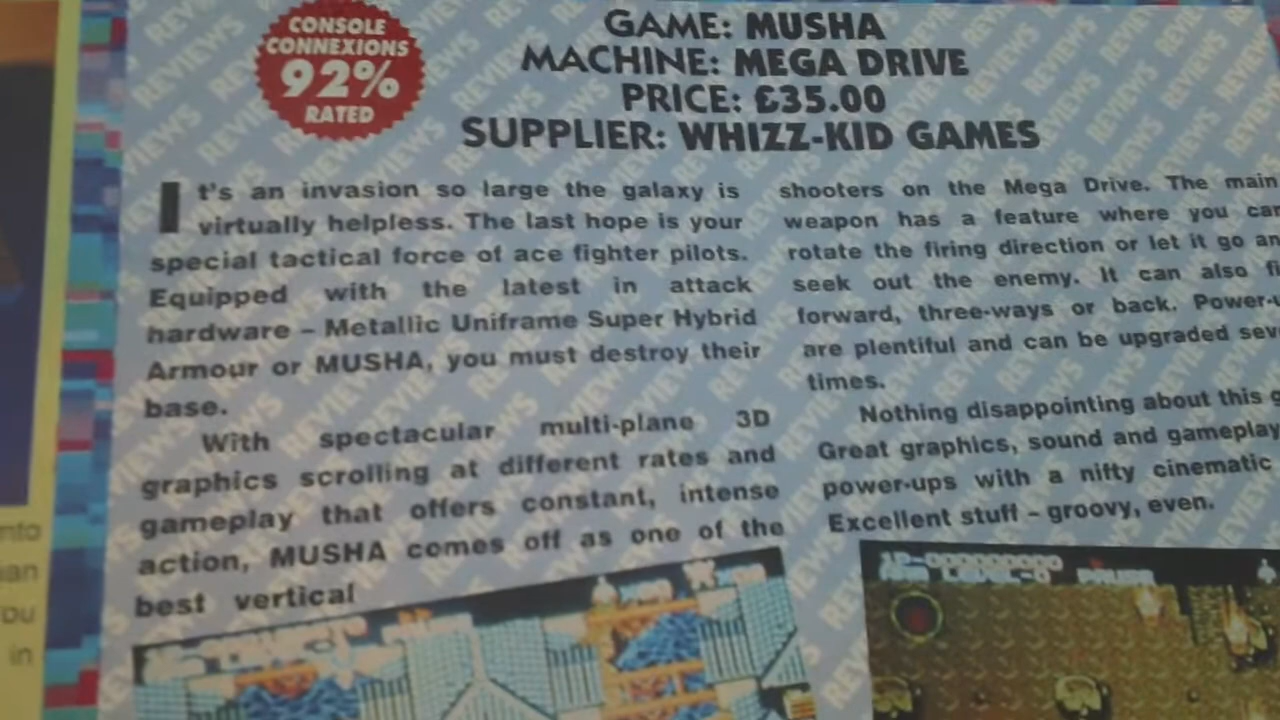 CONSOLE
CONNEXIONS
92%
RATED
GAME: MUSHA
MACHINE: MEGA DRIVE
PRICE: £35.00
SUPPLIER: WHIZZ-KID GAMES
It's an invasion so large the galaxy is
virtually helpless. The last hope is your
special tactical force of ace fighter pilots.
Equipped with the latest in attack
hardware – Metallic Uniframe Super Hybrid
Armour or MUSHA, you must destroy their
base.
With spectacular multi-plane 3D
graphics scrolling at different rates and
gameplay that offers constant, intense
action, MUSHA comes off as one of the
best vertical
shooters on the Mega Drive. The main
weapon has a feature where you can
rotate the firing direction or let it go an
seek out the enemy. It can also fi
forward, three-ways or back. Power-
are plentiful and can be upgraded sev
times.
Nothing disappointing about this g
Great graphics, sound and gameplay
power-ups with a nifty cinematic
Excellent stuff – groovy, even.
in